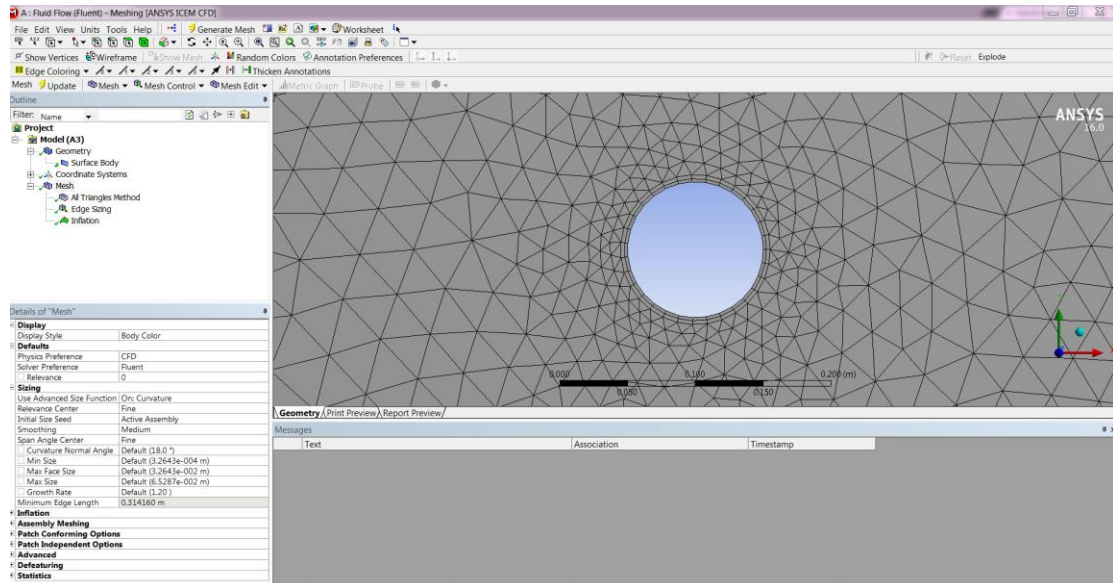 A : Fluid Flow (Fluent) - Meshing [ANSYS ICEM CFD]
File Edit View Units Tools Help Generate Mesh Worksheet
Show Vertices Wireframe Show Mesh Random Colors Annotation Preferences Reset Explode
Edge Coloring Thicken Annotations
Mesh Update Mesh Mesh Control Mesh Edit Metric Graph Probe
Outline
Filter: Name
Project
Model (A3)
Geometry
Surface Body
Coordinate Systems
Mesh
All Triangles Method
Edge Sizing
Inflation
Details of "Mesh"
Display
Display Style Body Color
Defaults
Physics Preference CFD
Solver Preference Fluent
Relevance 0
Sizing
Use Advanced Size Function On: Curvature
Relevance Center Fine
Initial Size Seed Active Assembly
Smoothing Medium
Span Angle Center Fine
Curvature Normal Angle Default (18.0 °)
Min Size Default (3.2643e-004 m)
Max Face Size Default (3.2643e-002 m)
Max Size Default (6.5287e-002 m)
Growth Rate Default (1.20 )
Minimum Edge Length 0.314160 m
Inflation
Assembly Meshing
Patch Conforming Options
Patch Independent Options
Advanced
Defeaturing
Statistics
ANSYS
16.0
0.000 0.100 0.200 (m)
0.050 0.150
Geometry Print Preview Report Preview
Messages
Text Association Timestamp